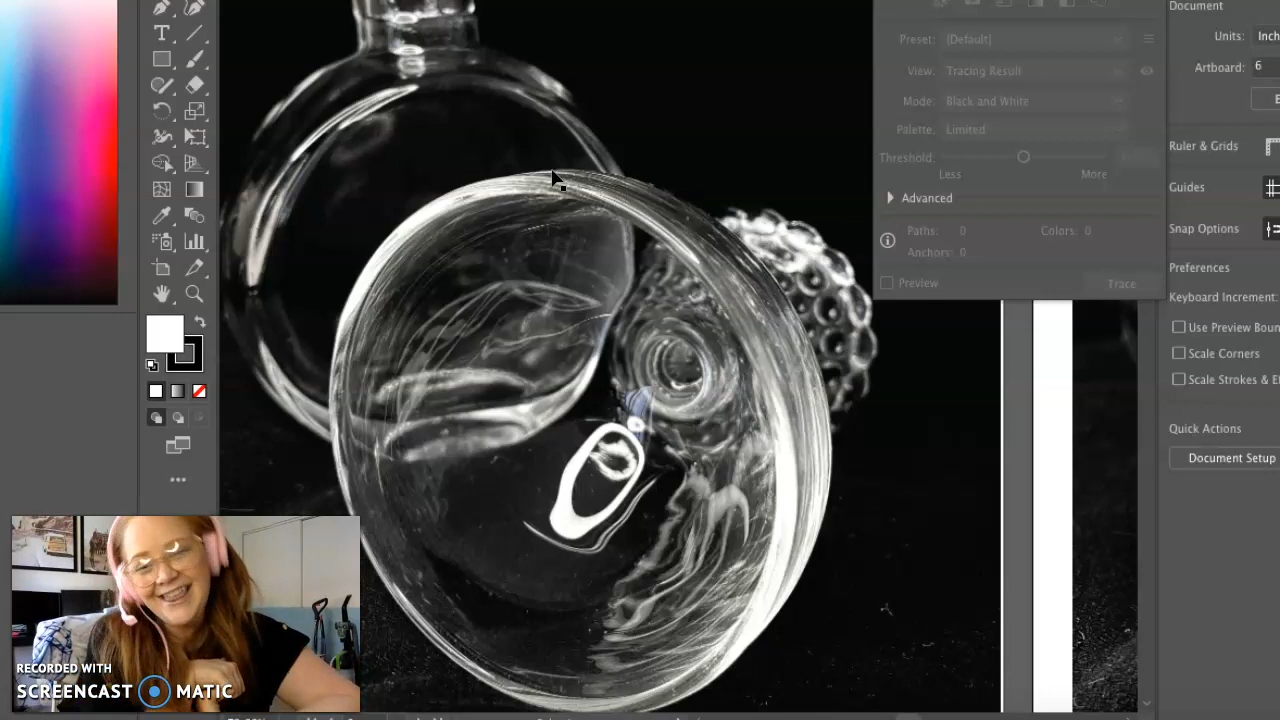 Document
Units: Inch
Preset: [Default]
View: Tracing Result
Artboard: 6
Mode: Black and White
Palette: Limited
Threshold:
Less More
Ruler & Grids
Guides
Advanced
Paths: 0 Colors: 0
Snap Options
Anchors: 0
Preferences
Preview Trace
Keyboard Increment:
Use Preview Boun
Scale Corners
Scale Strokes & E
Quick Actions
Document Setup
RECORDED WITH
SCREENCAST MATIC